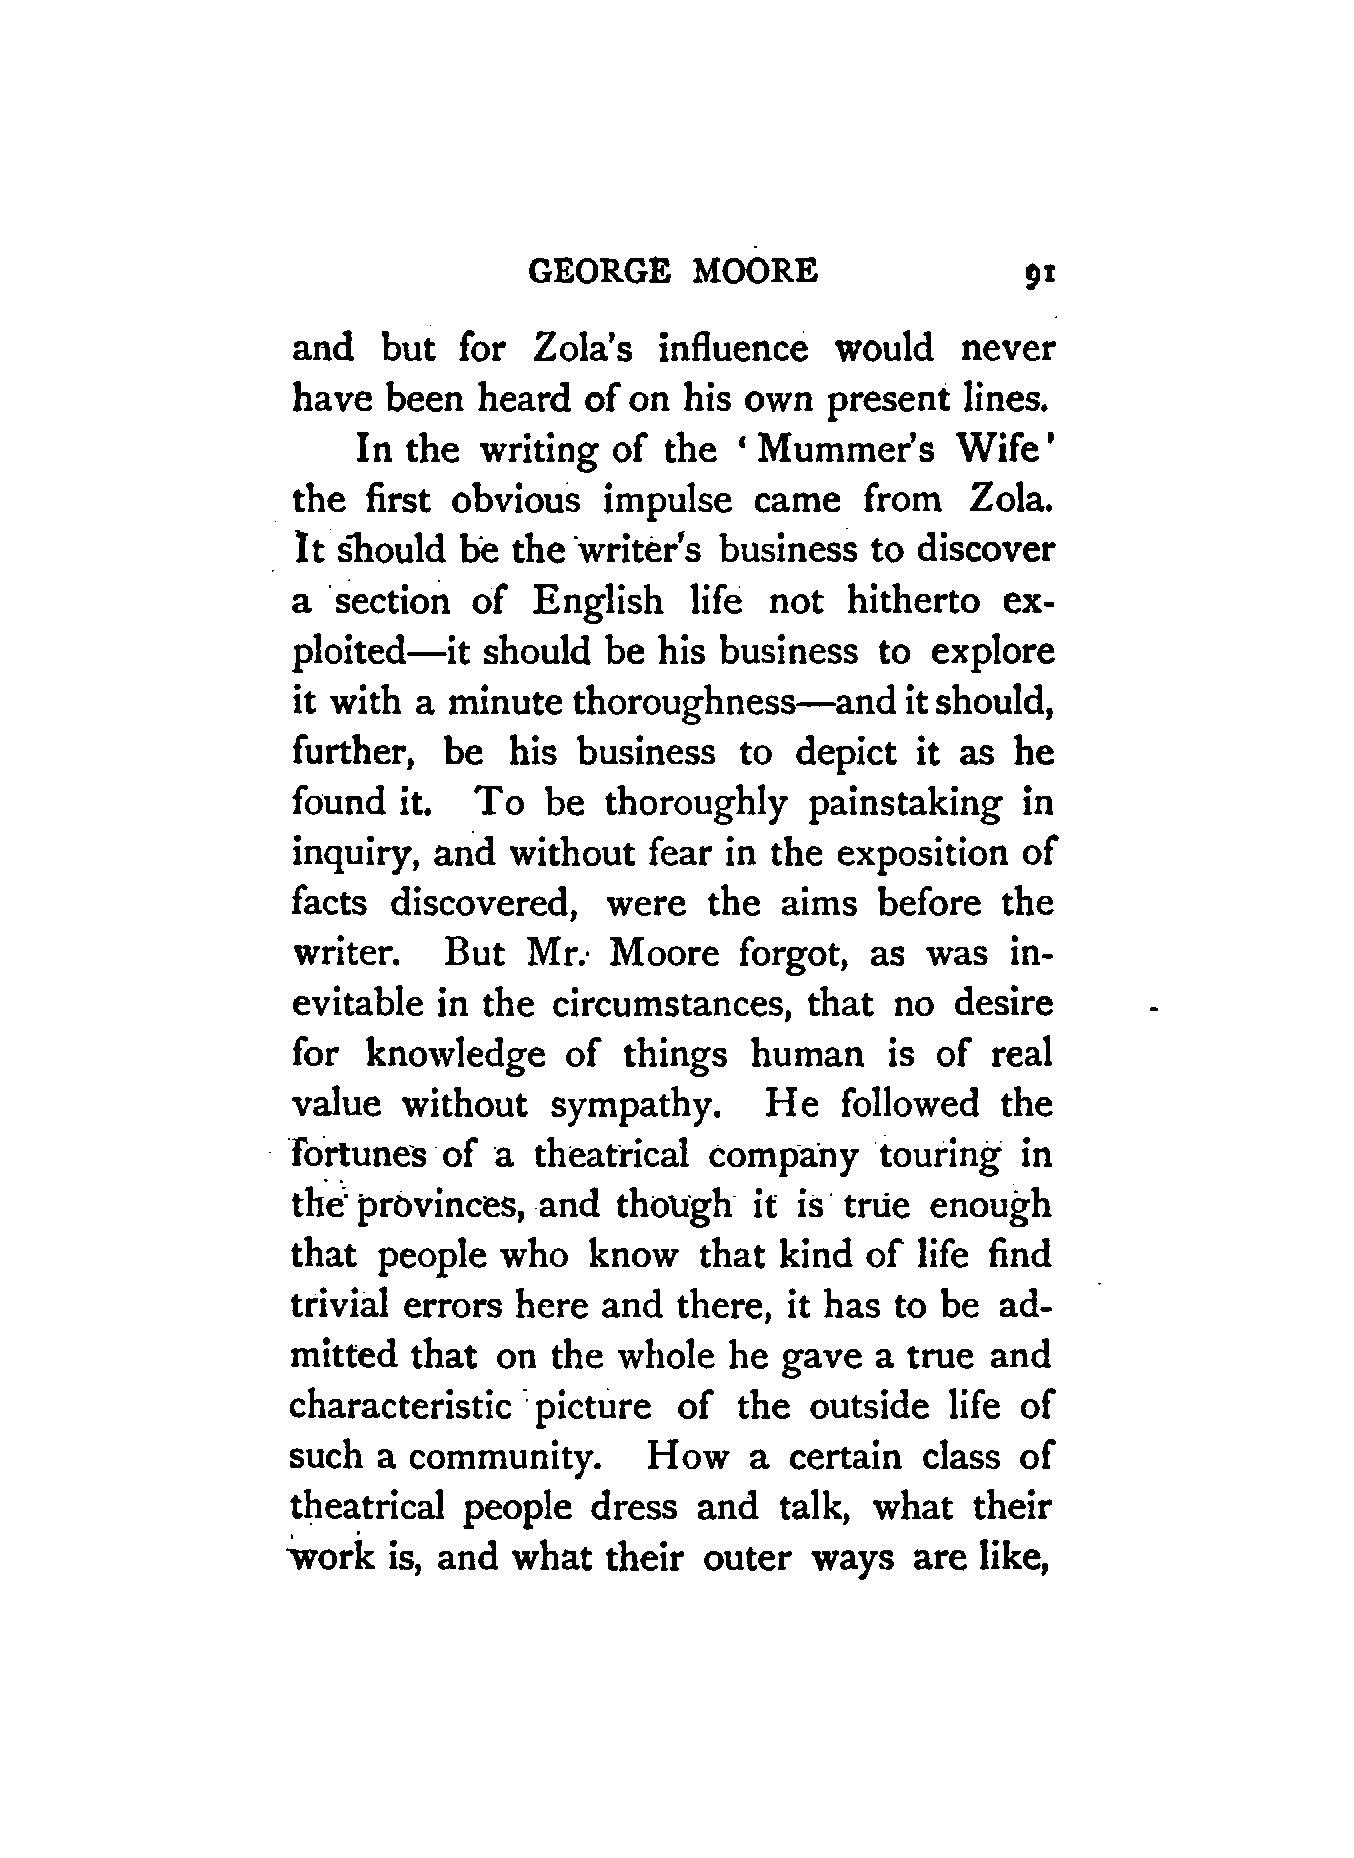 GEORGE MOORE 91
and but for Zola's influence would never
have been heard of on his own present lines.
In the writing of the ‘Mummer's Wife’
the first obvious impulse came from Zola.
It should be the writer's business to discover
a section of English life not hitherto ex-
ploited—it should be his business to explore
it with a minute thoroughness—and it should,
further, be his business to depict it as he
found it. To be thoroughly painstaking in
inquiry, and without fear in the exposition of
facts discovered, were the aims before the
writer. But Mr. Moore forgot, as was in-
evitable in the circumstances, that no desire
for knowledge of things human is of real
value without sympathy. He followed the
fortunes of a theatrical company touring in
the provinces, and though it is true enough
that people who know that kind of life find
trivial errors here and there, it has to be ad-
mitted that on the whole he gave a true and
characteristic picture of the outside life of
such a community. How a certain class of
theatrical people dress and talk, what their
work is, and what their outer ways are like,